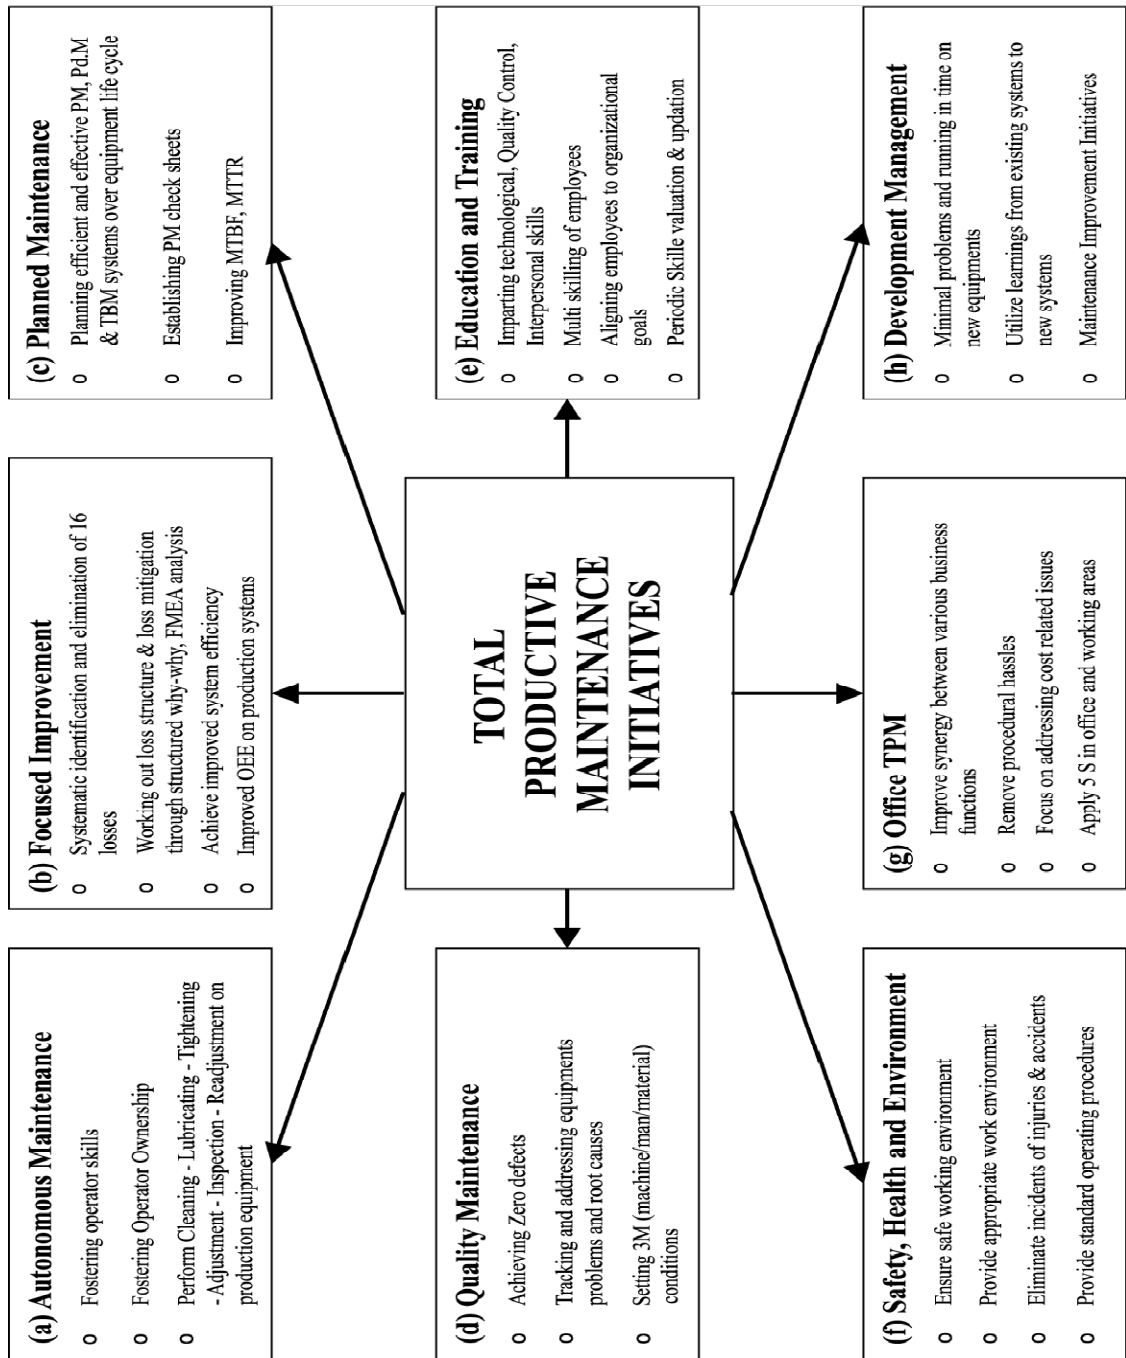 (a) Autonomous Maintenance
o Fostering operator skills
o Fostering Operator Ownership
o Perform Cleaning - Lubricating - Tightening
- Adjustment - Inspection - Readjustment on
production equipment
(b) Focused Improvement
o Systematic identification and elimination of 16
losses
o Working out loss structure & loss mitigation
through structured why-why, FMEA analysis
o Achieve improved system efficiency
o Improved OEE on production systems
(c) Planned Maintenance
o Planning efficient and effective PM, Pd.M
& TBM systems over equipment life cycle
o Establishing PM check sheets
o Improving MTBF, MTTR
(d) Quality Maintenance
o Achieving Zero defects
o Tracking and addressing equipments
problems and root causes
o Setting 3M (machine/man/material)
conditions
TOTAL
PRODUCTIVE
MAINTENANCE
INITIATIVES
(e) Education and Training
o Imparting technological, Quality Control,
Interpersonal skills
o Multi skilling of employees
o Aligning employees to organizational
goals
o Periodic Skille valuation & updation
(f) Safety, Health and Environment
o Ensure safe working environment
o Provide appropriate work environment
o Eliminate incidents of injuries & accidents
o Provide standard operating procedures
(g) Office TPM
o Improve synergy between various business
functions
o Remove procedural hassles
o Focus on addressing cost related issues
o Apply 5 S in office and working areas
(h) Development Management
o Minimal problems and running in time on
new equipments
o Utilize learnings from existing systems to
new systems
o Maintenance Improvement Initiatives